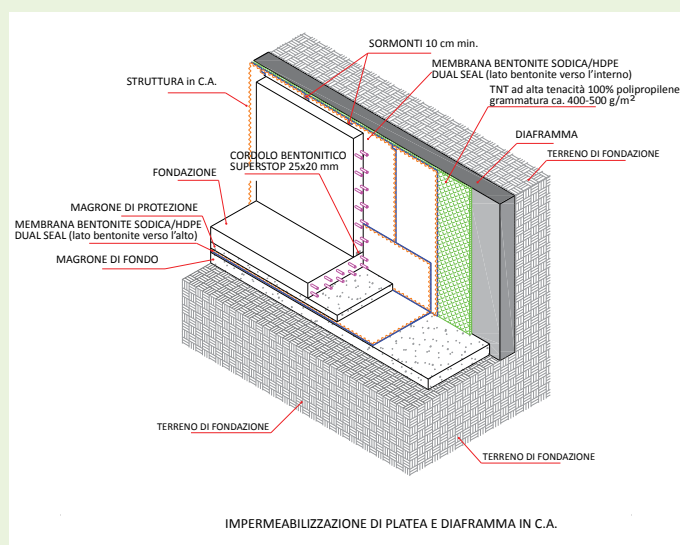 SORMONTI 10 cm min.
MEMBRANA BENTONITE SODICA/HDPE
DUAL SEAL (lato bentonite verso l'interno)
STRUTTURA in C.A.
TNT ad alta tenacità 100% polipropilene
grammatura ca. 400-500 g/m²
DIAFRAMMA
TERRENO DI FONDAZIONE
CORDOLO BENTONITICO
SUPERSTOP 25x20 mm
FONDAZIONE
MAGRONE DI PROTEZIONE
MEMBRANA BENTONITE SODICA/HDPE
DUAL SEAL (lato bentonite verso l'alto)
MAGRONE DI FONDO
TERRENO DI FONDAZIONE
TERRENO DI FONDAZIONE
IMPERMEABILIZZAZIONE DI PLATEA E DIAFRAMMA IN C.A.